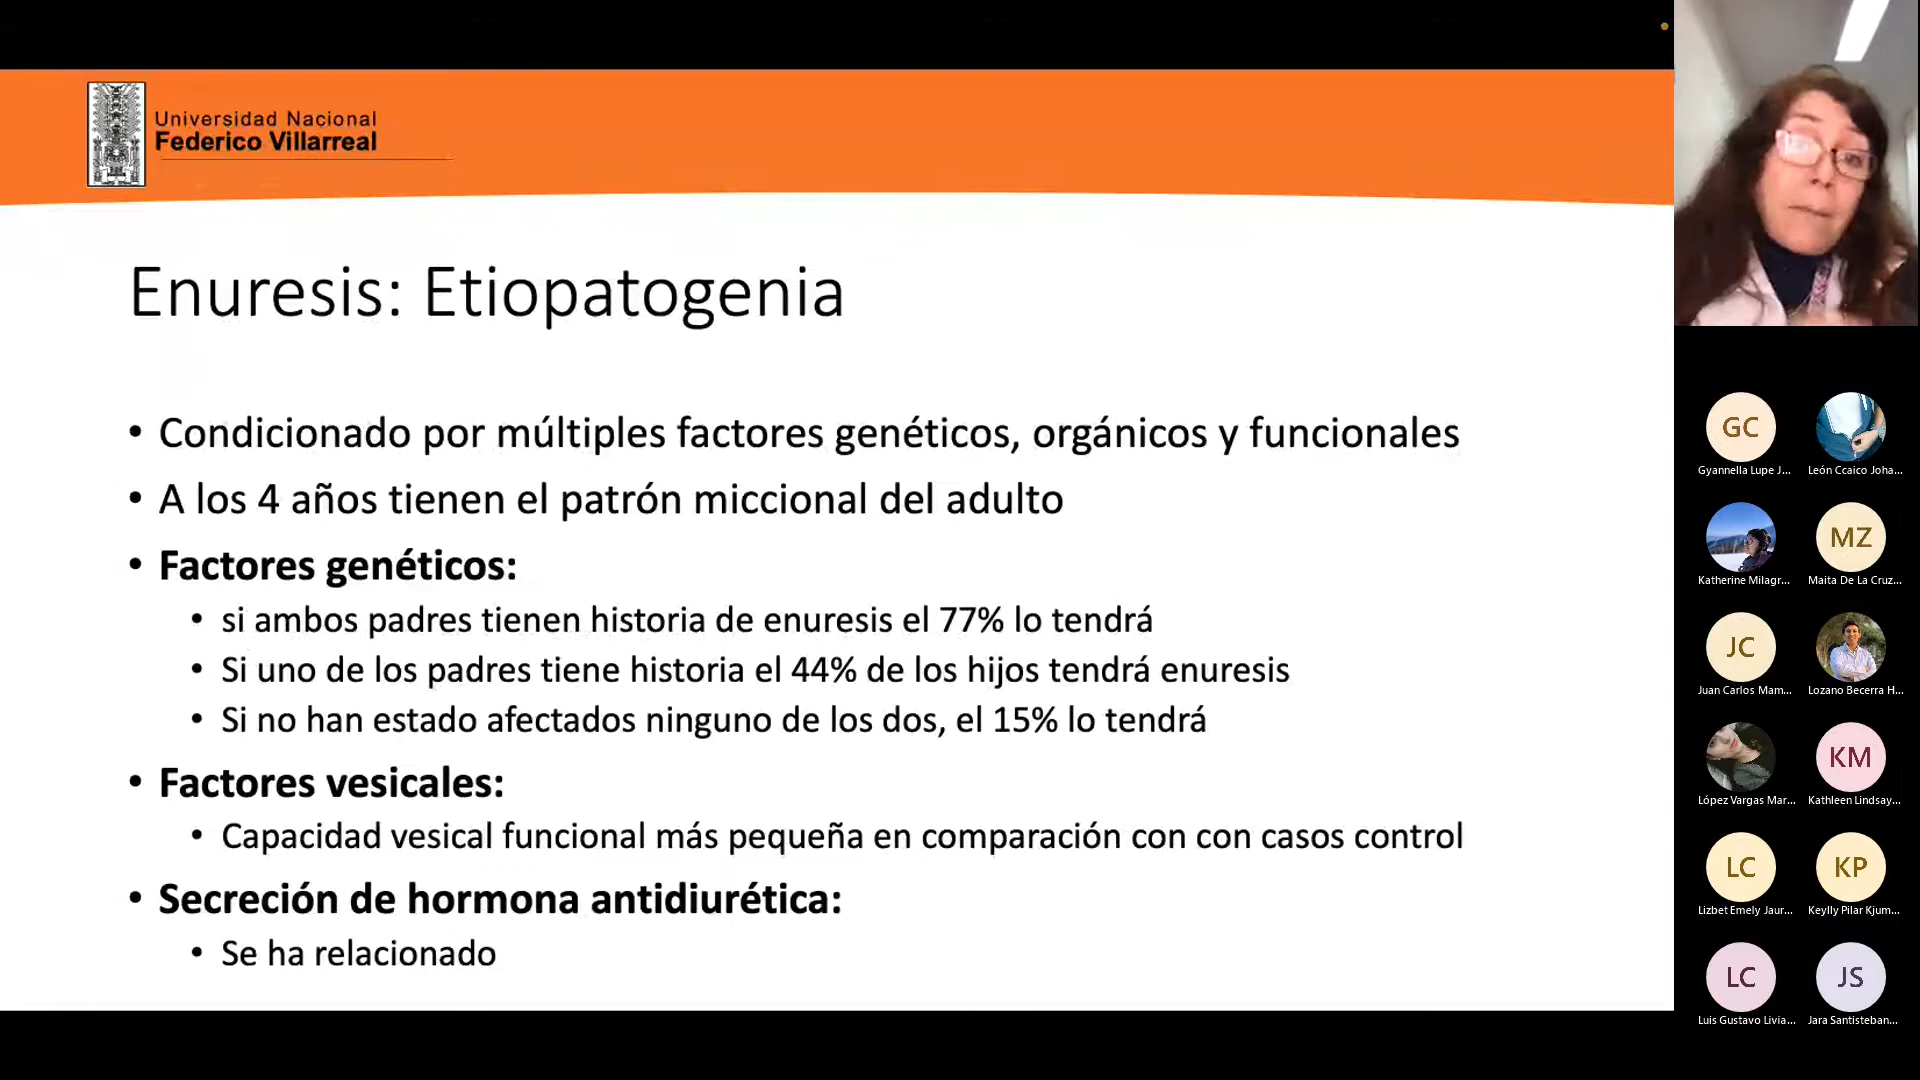 Universidad Nacional
Federico Villarreal
Enuresis: Etiopatogenia
• Condicionado por múltiples factores genéticos, orgánicos y funcionales
• A los 4 años tienen el patrón miccional del adulto
• Factores genéticos:
• si ambos padres tienen historia de enuresis el 77% lo tendrá
• Si uno de los padres tiene historia el 44% de los hijos tendrá enuresis
• Si no han estado afectados ninguno de los dos, el 15% lo tendrá
• Factores vesicales:
• Capacidad vesical funcional más pequeña en comparación con con casos control
• Secreción de hormona antidiurética:
• Se ha relacionado
GC
Gyannella Lupe J...
León Ccaico Joha...
Katherine Milagr...
MZ
Maita De La Cruz...
JC
Juan Carlos Mam...
Lozano Becerra H...
López Vargas Mar...
KM
Kathleen Lindsay...
LC
Lizbet Emely Jaur...
KP
Keylly Pilar Kjum...
LC
Luis Gustavo Livia...
JS
Jara Santisteban...